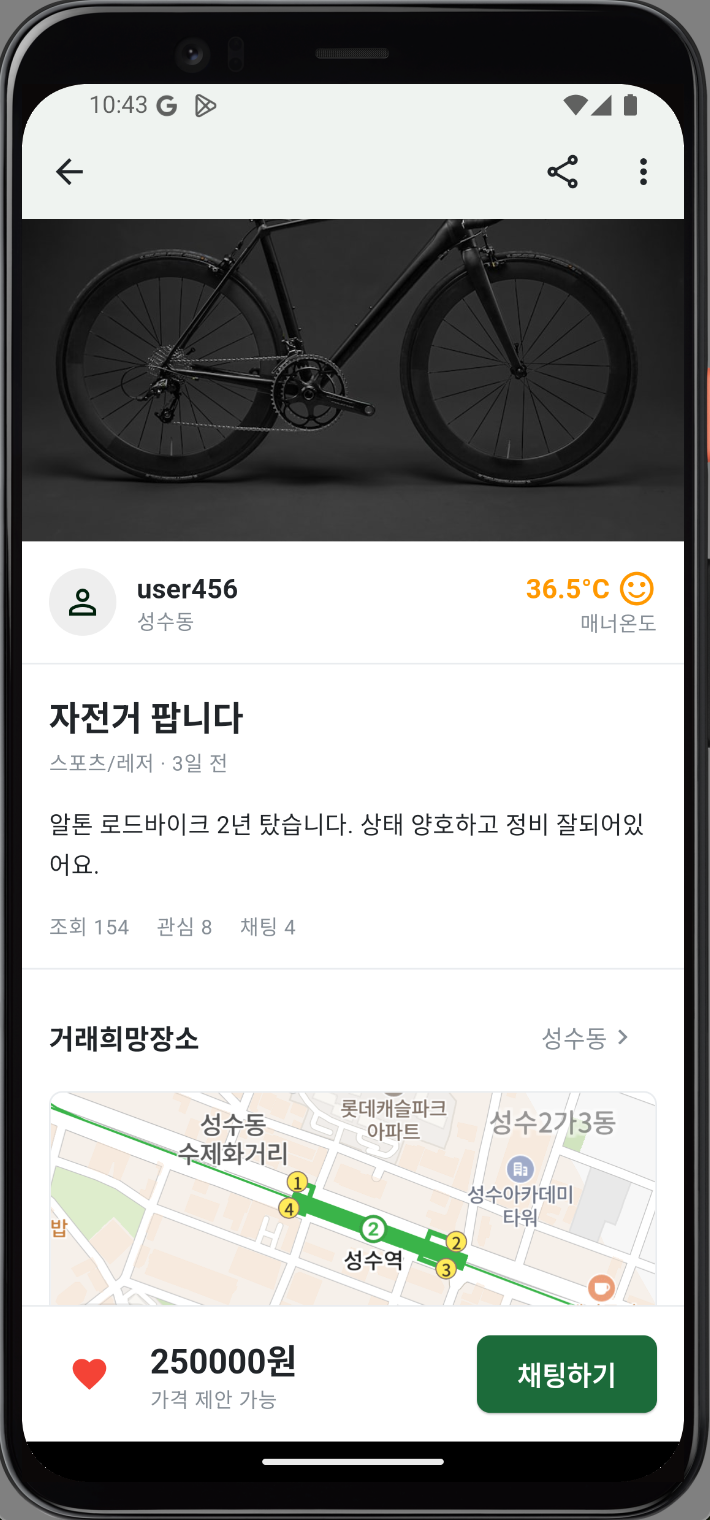 10:43
user456
성수동
36.5°C
매너온도
자전거 팝니다
스포츠/레저 · 3일 전
알톤 로드바이크 2년 탔습니다. 상태 양호하고 정비 잘되어있
어요.
조회 154 관심 8 채팅 4
거래희망장소
성수동
롯데캐슬파크
아파트
성수동
수제화거리
성수2가3동
1
4
성수아카데미
타워
밥
2
성수역
2
3
250000원
가격 제안 가능
채팅하기